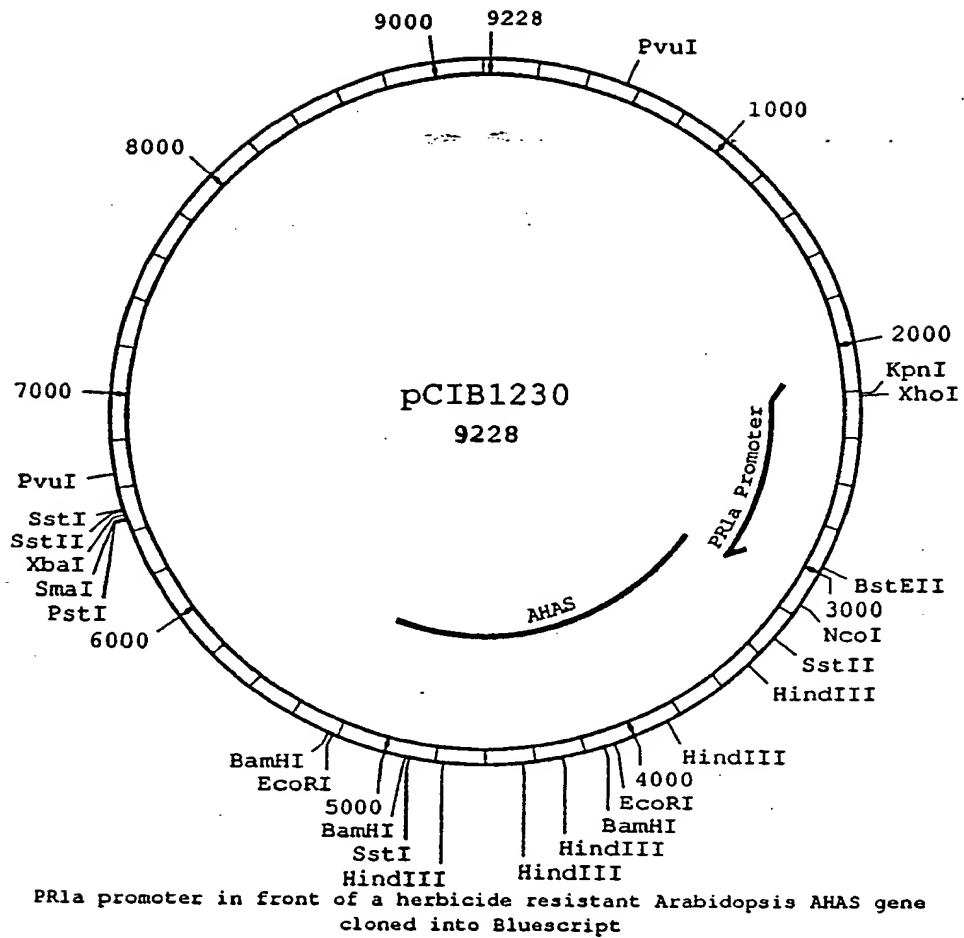 9000
9228
PvuI
1000
8000
2000
KpnI
XhoI
7000
pCIB1230
9228
PR1a Promoter
PvuI
SstI
SstII
XbaI
SmaI
PstI
6000
AHAS
BstEII
3000
NcoI
SstII
HindIII
HindIII
BamHI
EcoRI
4000
EcoRI
BamHI
5000
BamHI
SstI
HindIII
HindIII
HindIII
PR1a promoter in front of a herbicide resistant Arabidopsis AHAS gene
cloned into Bluescript